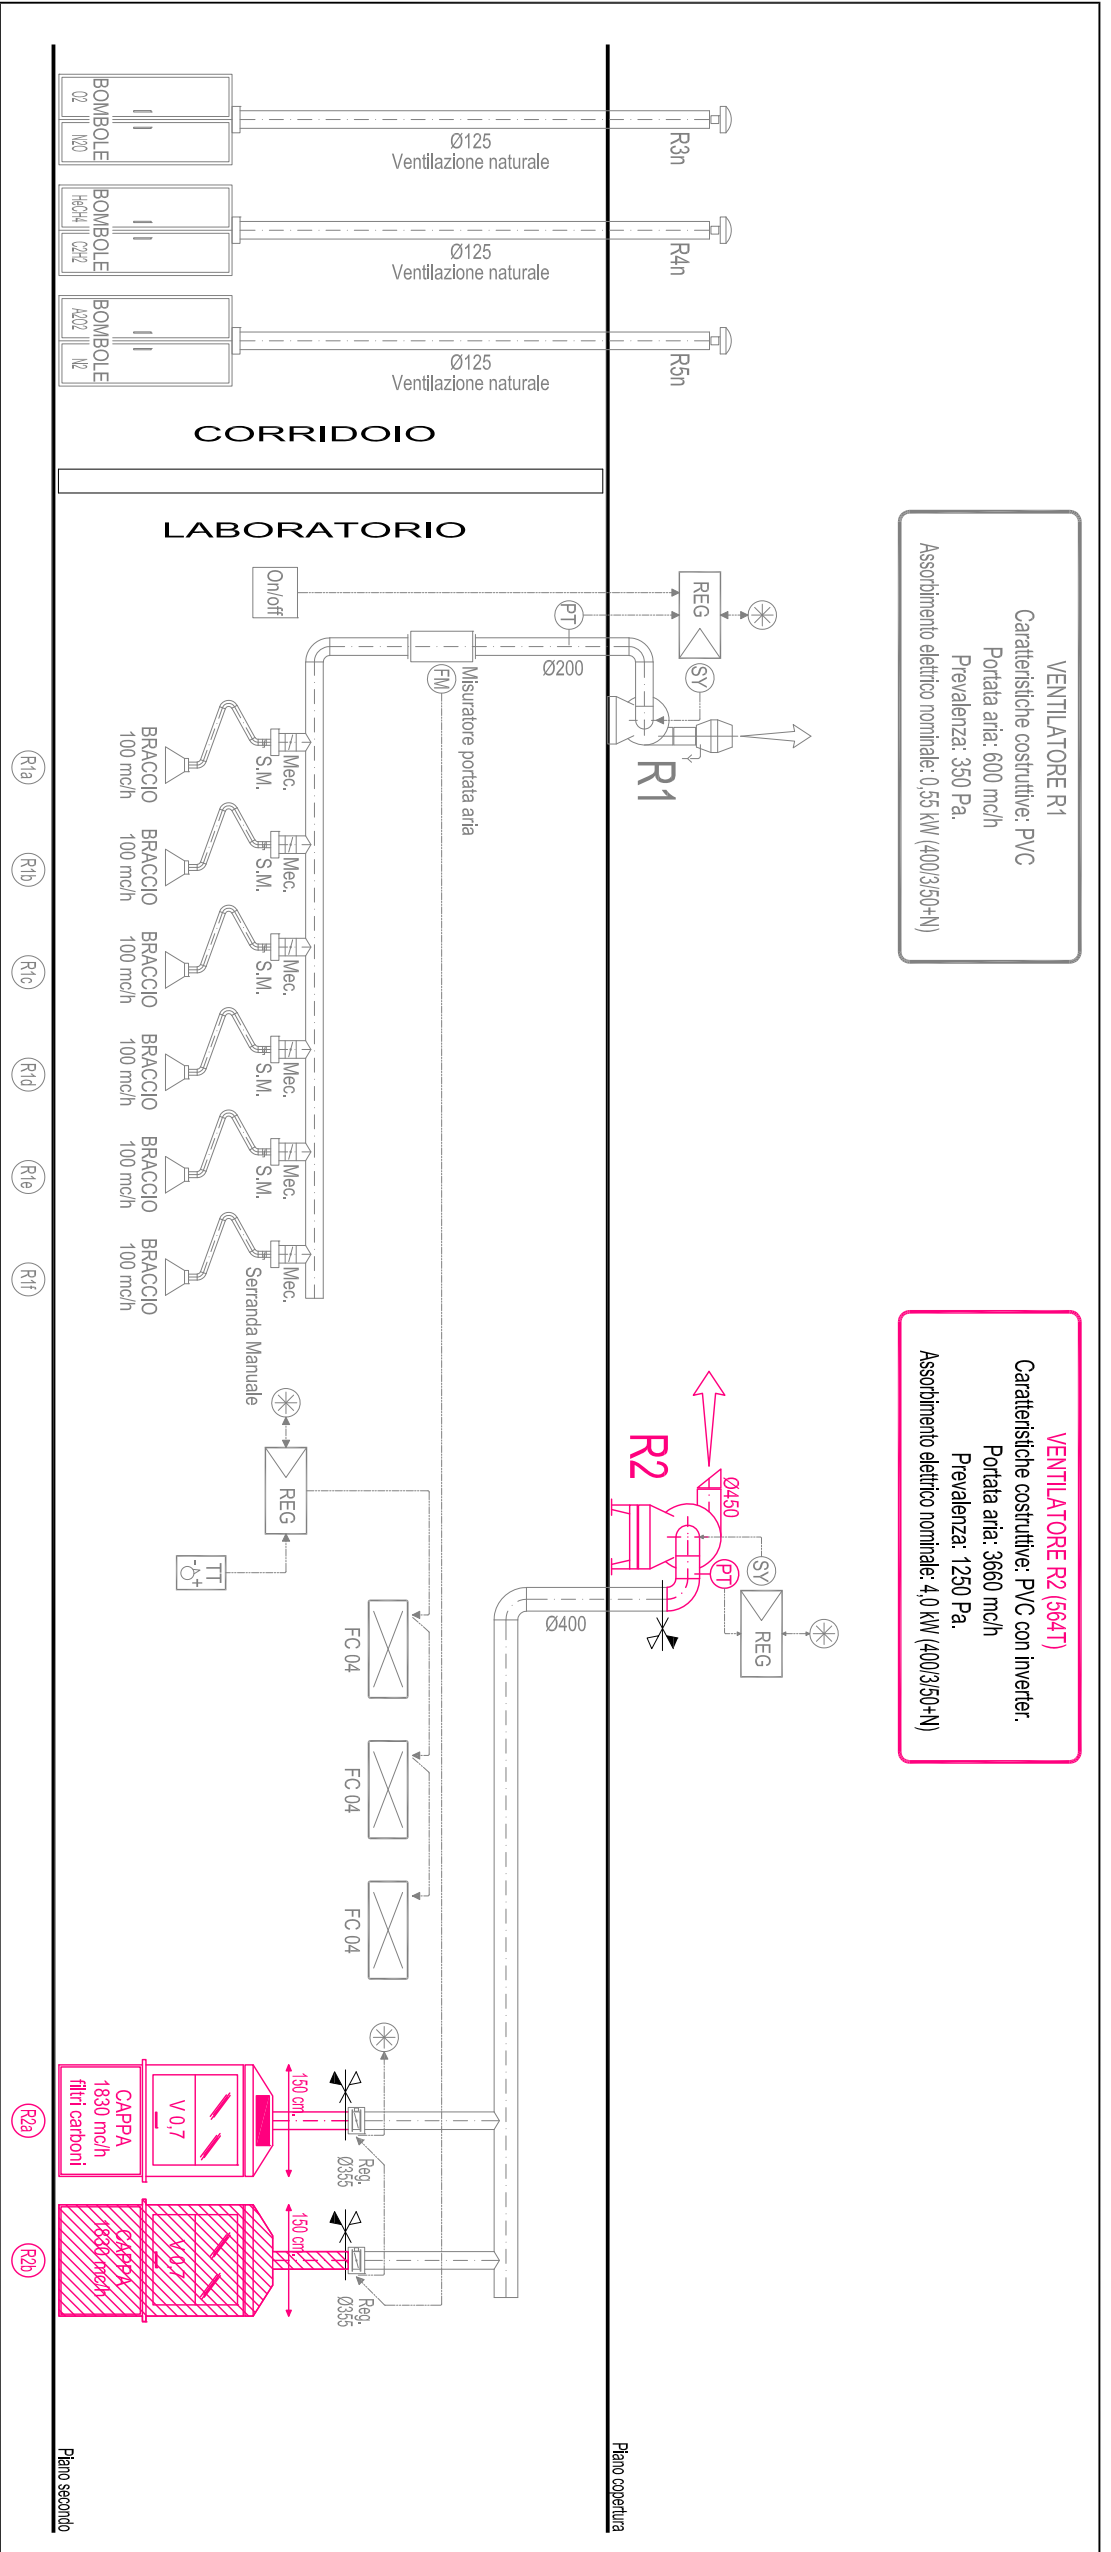 VENTILATORE R1
Caratteristiche costruttive: PVC
Portata aria: 600 mc/h
Prevalenza: 350 Pa.
Assorbimento elettrico nominale: 0,55 kW (400/3/50+N)
VENTILATORE R2 (564T)
Caratteristiche costruttive: PVC con inverter.
Portata aria: 3660 mc/h
Prevalenza: 1250 Pa.
Assorbimento elettrico nominale: 4,0 kW (400/3/50+N)
R3n
R4n
R5n
Ø125
Ventilazione naturale
Ø125
Ventilazione naturale
Ø125
Ventilazione naturale
BOMBOLE
O2
N2O
BOMBOLE
HeCH4
C2H2
BOMBOLE
A2O2
N2
CORRIDOIO
LABORATORIO
REG
SY
PT
On/off
Ø200
R1
Misuratore portata aria
FM
Mec.
Mec.
Mec.
Mec.
Mec.
Mec.
S.M.
S.M.
S.M.
S.M.
S.M.
Serranda Manuale
BRACCIO
100 mc/h
BRACCIO
100 mc/h
BRACCIO
100 mc/h
BRACCIO
100 mc/h
BRACCIO
100 mc/h
BRACCIO
100 mc/h
R1a
R1b
R1c
R1d
R1e
R1f
R2
Ø450
SY
PT
REG
Ø400
Piano copertura
REG
TT
- +
FC 04
FC 04
FC 04
Reg.
Ø355
Reg.
Ø355
150 cm.
150 cm.
V 0,7
V 0,7
CAPPA
1830 mc/h
filtri carboni
CAPPA
1830 mc/h
R2a
R2b
Piano secondo